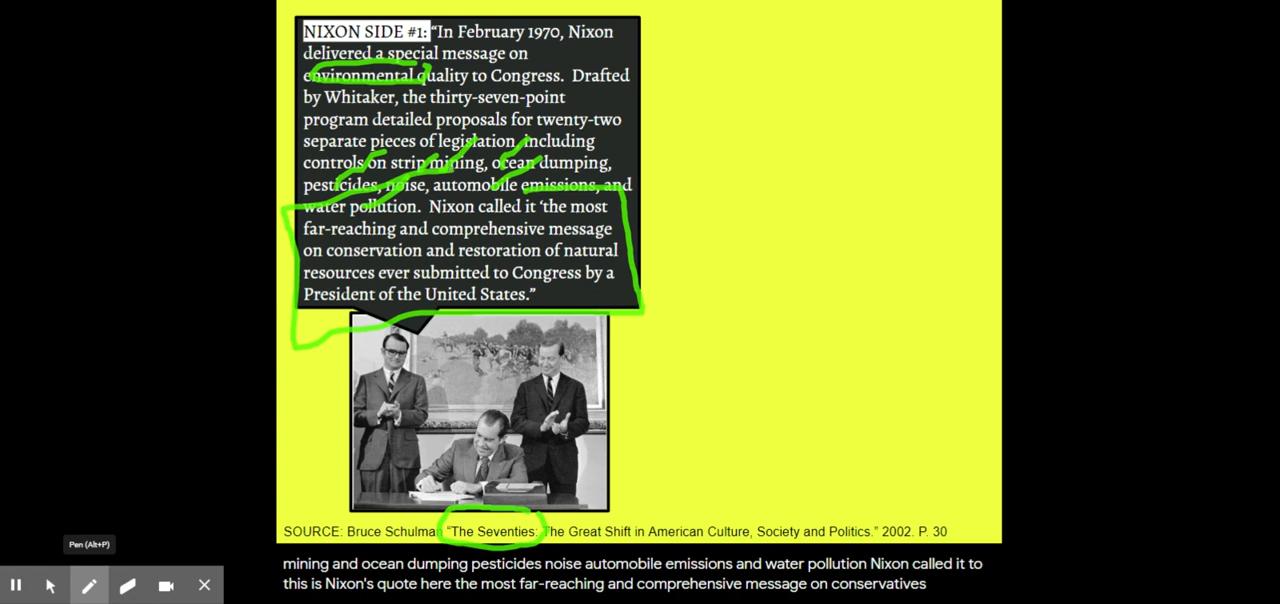 NIXON SIDE #1: “In February 1970, Nixon
delivered a special message on
environmental quality to Congress. Drafted
by Whitaker, the thirty-seven-point
program detailed proposals for twenty-two
separate pieces of legislation, including
controls on strip mining, ocean dumping,
pesticides, noise, automobile emissions, and
water pollution. Nixon called it ‘the most
far-reaching and comprehensive message
on conservation and restoration of natural
resources ever submitted to Congress by a
President of the United States.”
SOURCE: Bruce Schulman “The Seventies: The Great Shift in American Culture, Society and Politics.” 2002. P. 30
Pen (Alt+P)
mining and ocean dumping pesticides noise automobile emissions and water pollution Nixon called it to
this is Nixon's quote here the most far-reaching and comprehensive message on conservatives